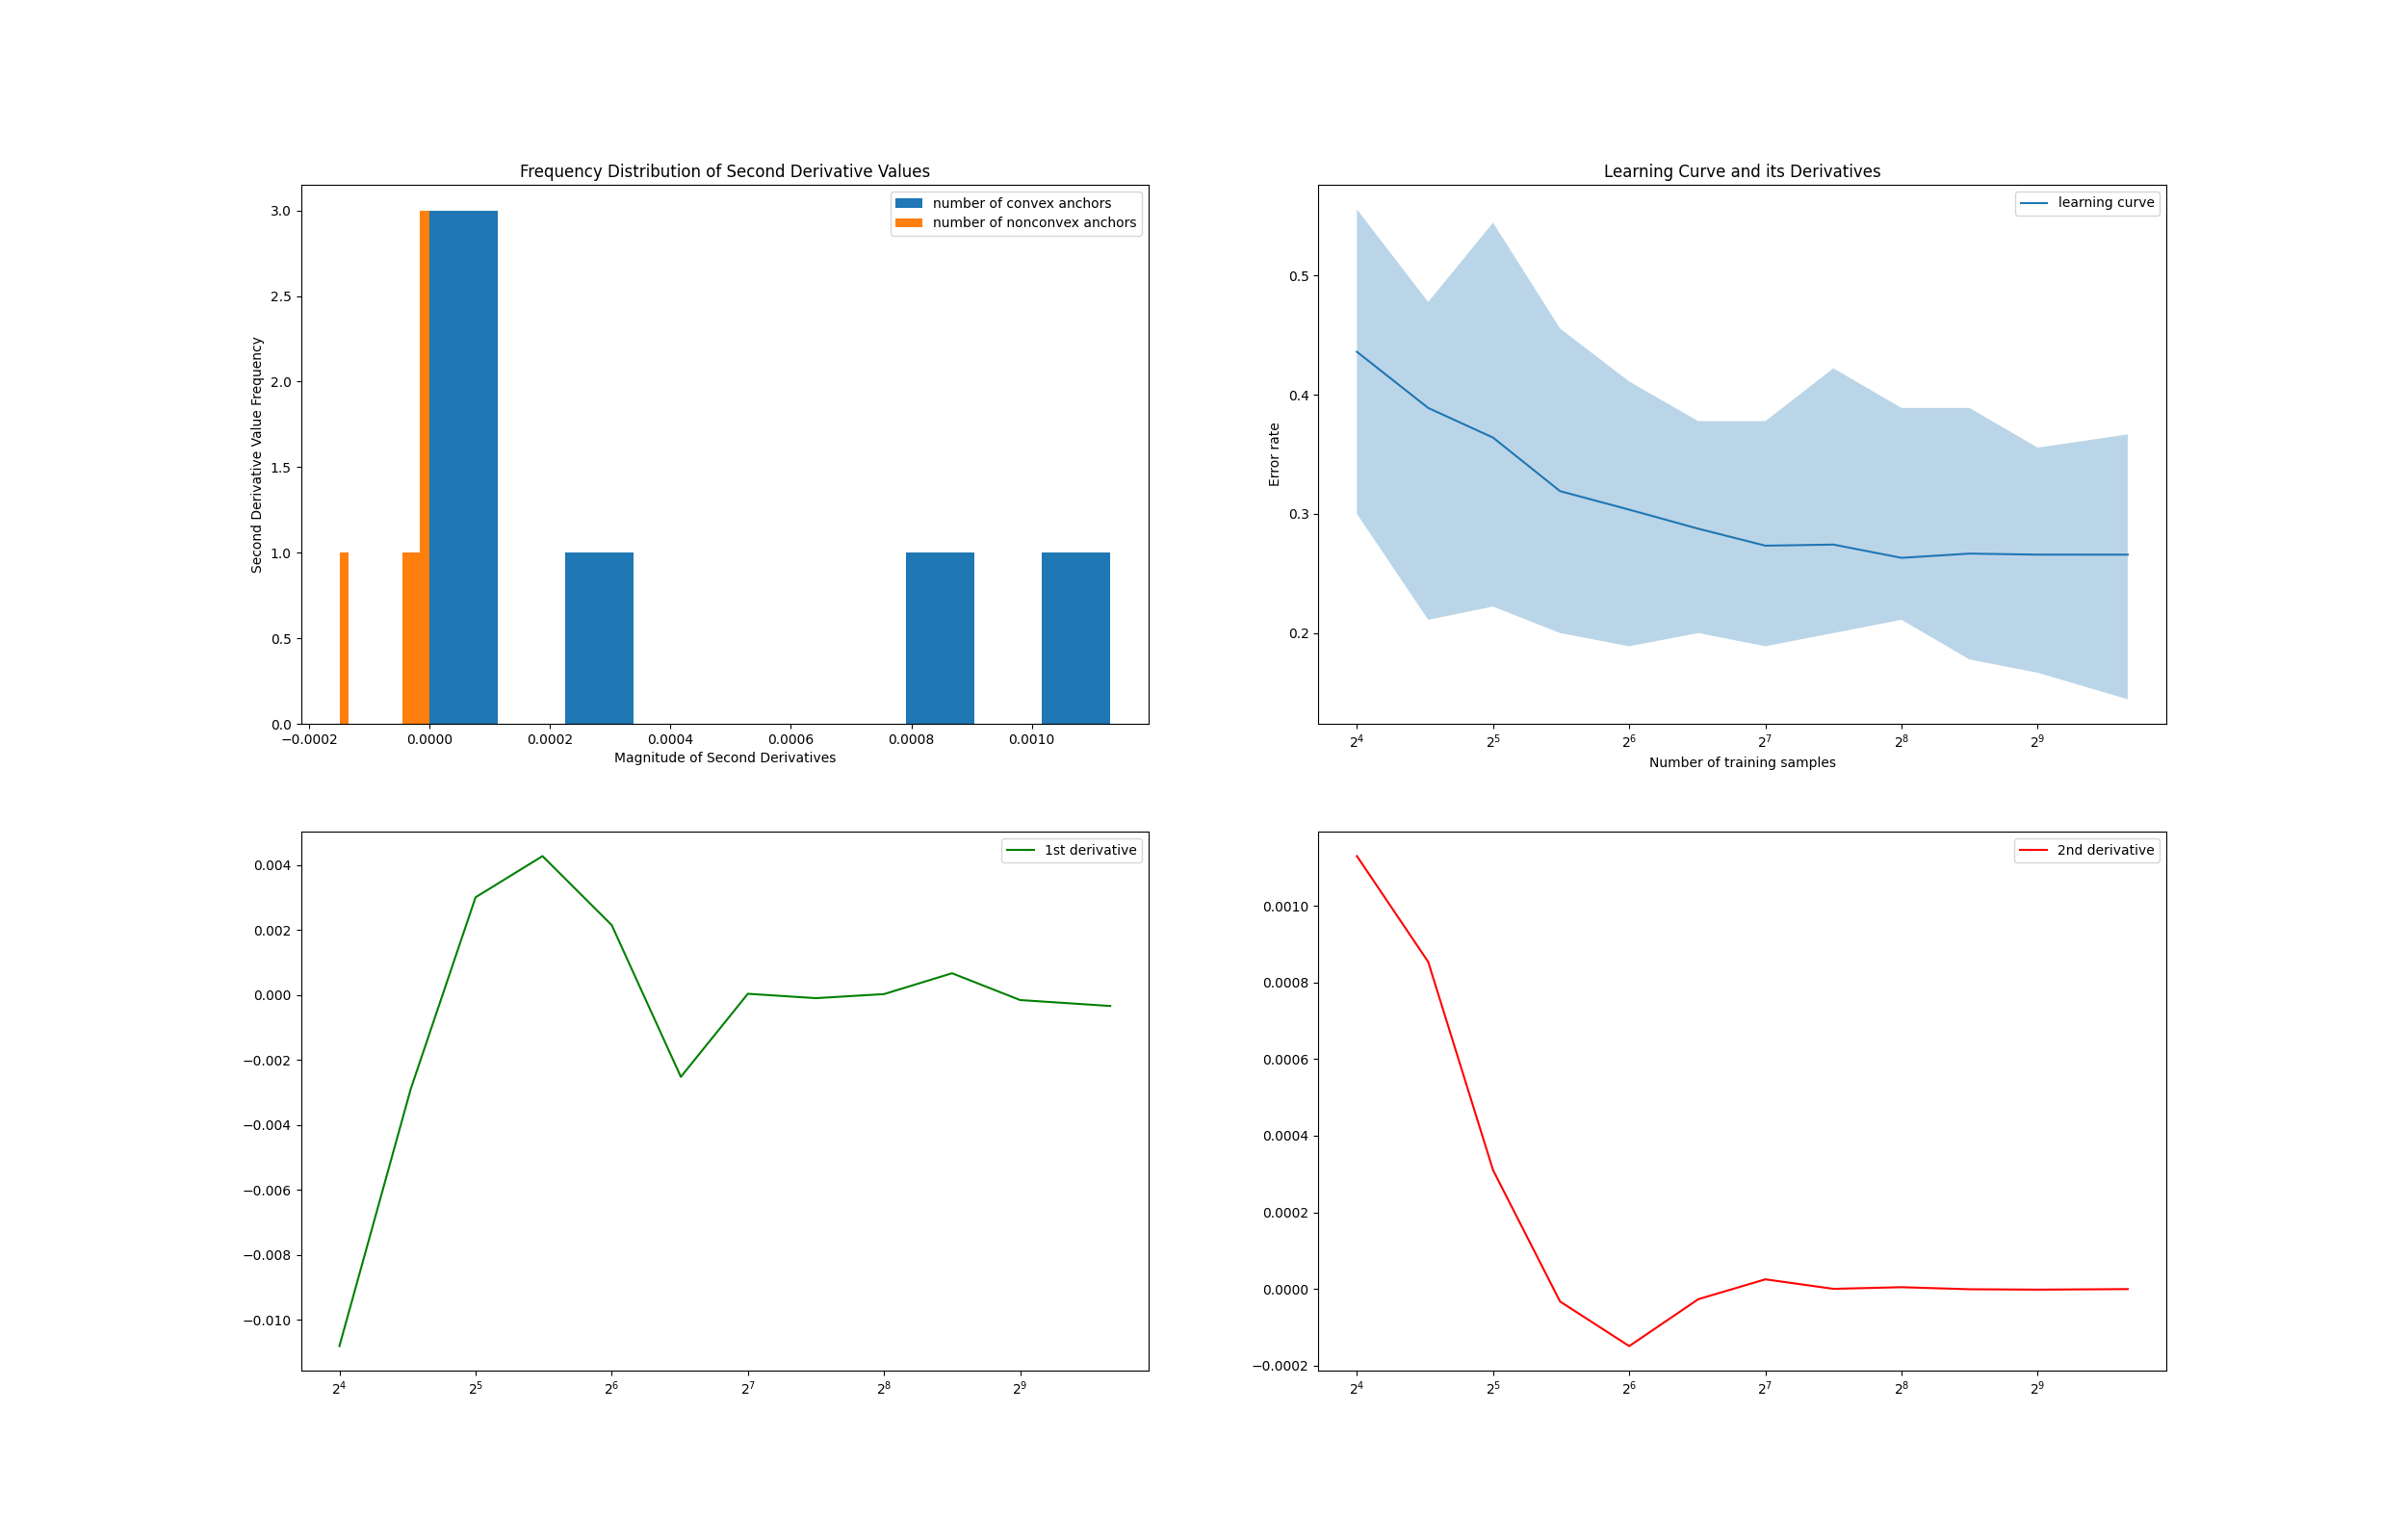 Frequency Distribution of Second Derivative Values
number of convex anchors
number of nonconvex anchors
3.0
2.5
2.0
1.5
1.0
0.5
0.0
Second Derivative Value Frequency
−0.0002 0.0000 0.0002 0.0004 0.0006 0.0008 0.0010
Magnitude of Second Derivatives
Learning Curve and its Derivatives
learning curve
0.5
0.4
0.3
0.2
Error rate
2⁴ 2⁵ 2⁶ 2⁷ 2⁸ 2⁹
Number of training samples
1st derivative
0.004
0.002
0.000
−0.002
−0.004
−0.006
−0.008
−0.010
2⁴ 2⁵ 2⁶ 2⁷ 2⁸ 2⁹
2nd derivative
0.0010
0.0008
0.0006
0.0004
0.0002
0.0000
−0.0002
2⁴ 2⁵ 2⁶ 2⁷ 2⁸ 2⁹